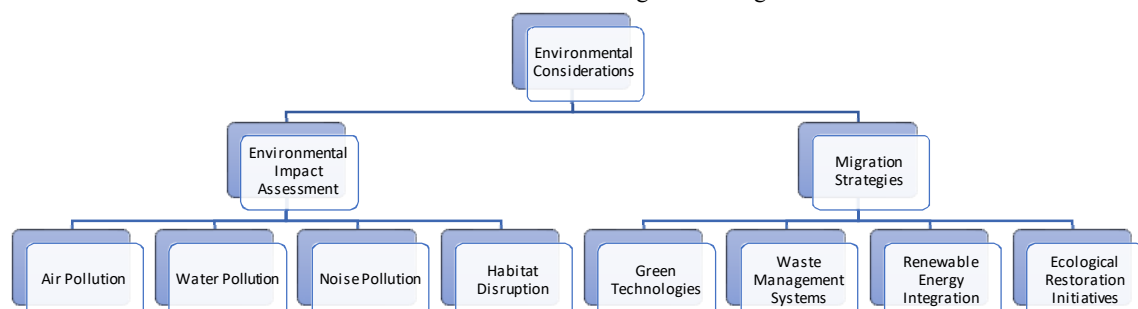 Environmental
Considerations
Environmental
Impact
Assessment
Migration
Strategies
Air Pollution
Water Pollution
Noise Pollution
Habitat
Disruption
Green
Technologies
Waste
Management
Systems
Renewable
Energy
Integration
Ecological
Restoration
Initiatives